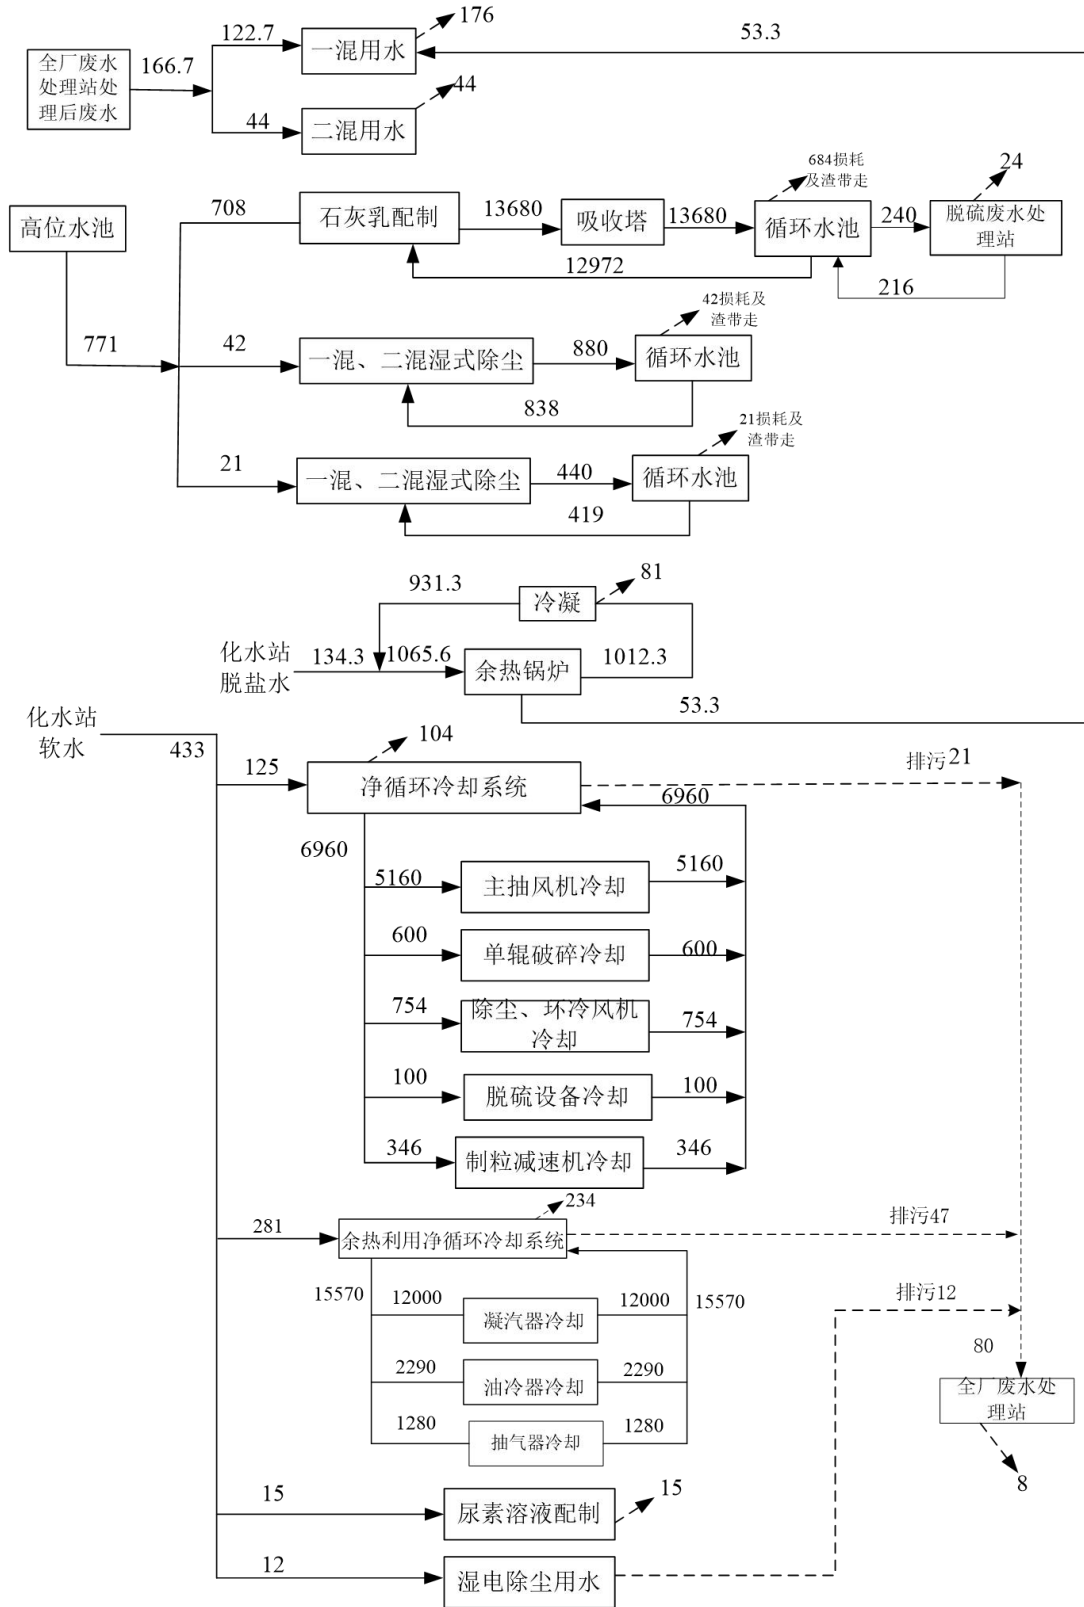 176
122.7
53.3
一混用水
全厂废水
处理站处
理后废水
166.7
44
44
二混用水
684损耗
及渣带走
24
708
石灰乳配制
13680
吸收塔
13680
循环水池
240
脱硫废水处
理站
高位水池
12972
216
42损耗及
渣带走
771
42
一混、二混湿式除尘
880
循环水池
838
21损耗及
渣带走
21
一混、二混湿式除尘
440
循环水池
419
81
931.3
冷凝
化水站
脱盐水
134.3
1065.6
余热锅炉
1012.3
53.3
化水站
软水
433
104
125
净循环冷却系统
排污21
6960
6960
5160
主抽风机冷却
5160
600
单辊破碎冷却
600
754
除尘、环冷风机
冷却
754
100
脱硫设备冷却
100
346
制粒减速机冷却
346
234
281
余热利用净循环冷却系统
排污47
15570
12000
凝汽器冷却
12000
15570
排污12
2290
油冷器冷却
2290
80
1280
抽气器冷却
1280
全厂废水处
理站
8
15
尿素溶液配制
15
12
湿电除尘用水